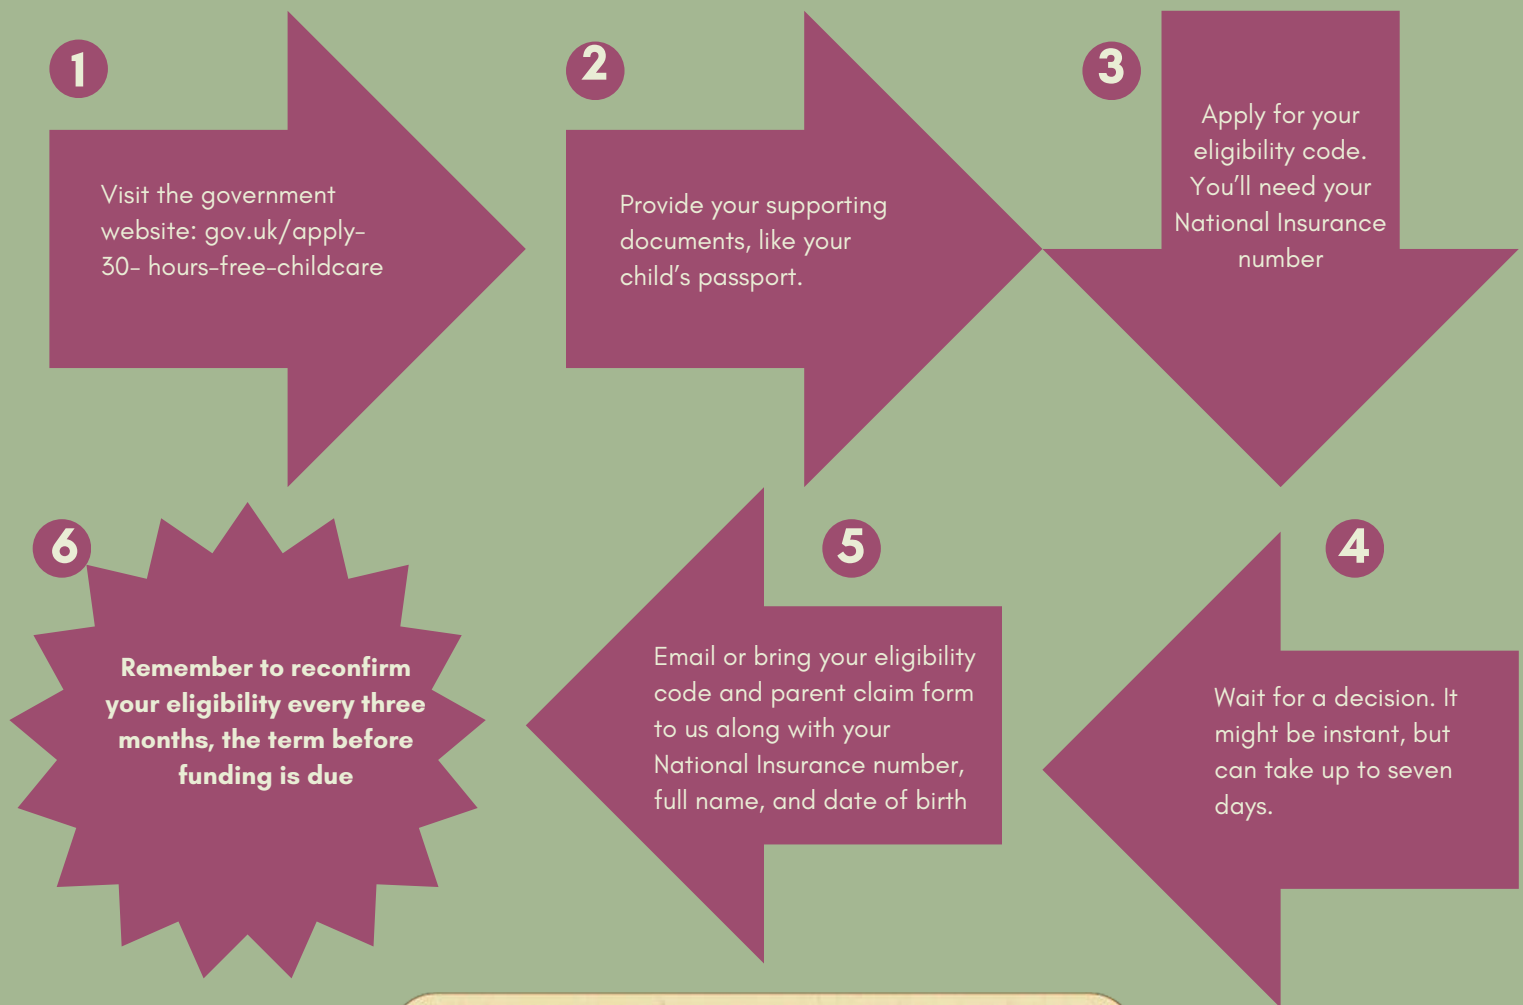 1
Visit the government
website: gov.uk/apply-
30- hours-free-childcare
2
Provide your supporting
documents, like your
child's passport.
3
Apply for your
eligibility code.
You'll need your
National Insurance
number
4
Wait for a decision. It
might be instant, but
can take up to seven
days.
5
Email or bring your eligibility
code and parent claim form
to us along with your
National Insurance number,
full name, and date of birth
6
Remember to reconfirm
your eligibility every three
months, the term before
funding is due